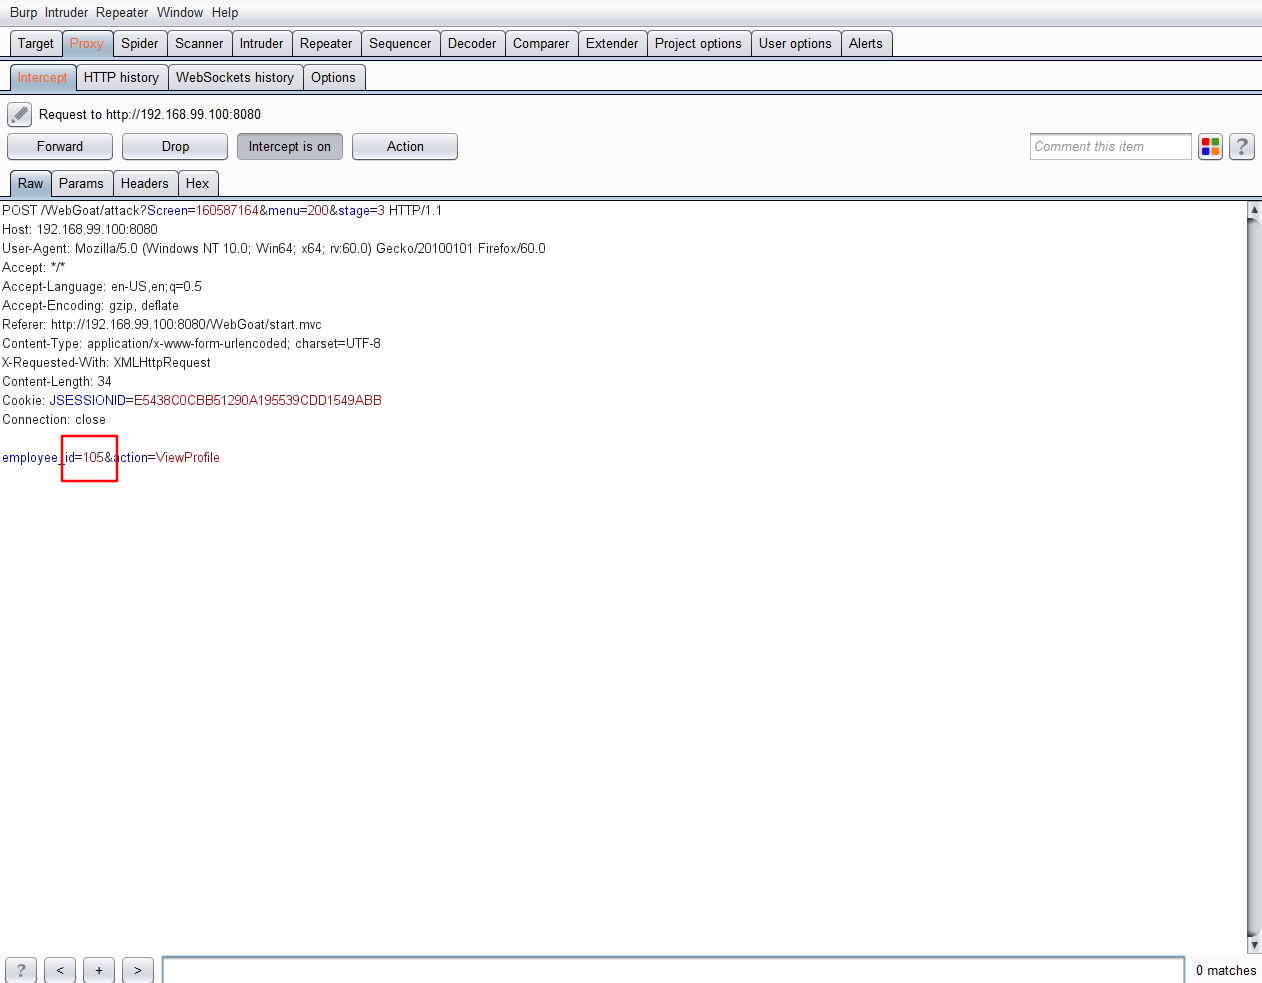 Burp Intruder Repeater Window Help
Target Proxy Spider Scanner Intruder Repeater Sequencer Decoder Comparer Extender Project options User options Alerts
Intercept HTTP history WebSockets history Options
Request to http://192.168.99.100:8080
Forward Drop Intercept is on Action Comment this item ?
Raw Params Headers Hex
POST /WebGoat/attack?Screen=160587164&menu=200&stage=3 HTTP/1.1
Host: 192.168.99.100:8080
User-Agent: Mozilla/5.0 (Windows NT 10.0; Win64; x64; rv:60.0) Gecko/20100101 Firefox/60.0
Accept: */*
Accept-Language: en-US,en;q=0.5
Accept-Encoding: gzip, deflate
Referer: http://192.168.99.100:8080/WebGoat/start.mvc
Content-Type: application/x-www-form-urlencoded; charset=UTF-8
X-Requested-With: XMLHttpRequest
Content-Length: 34
Cookie: JSESSIONID=E5438C0CBB51290A195539CDD1549ABB
Connection: close
employee_id=105&action=ViewProfile
? < + > 0 matches